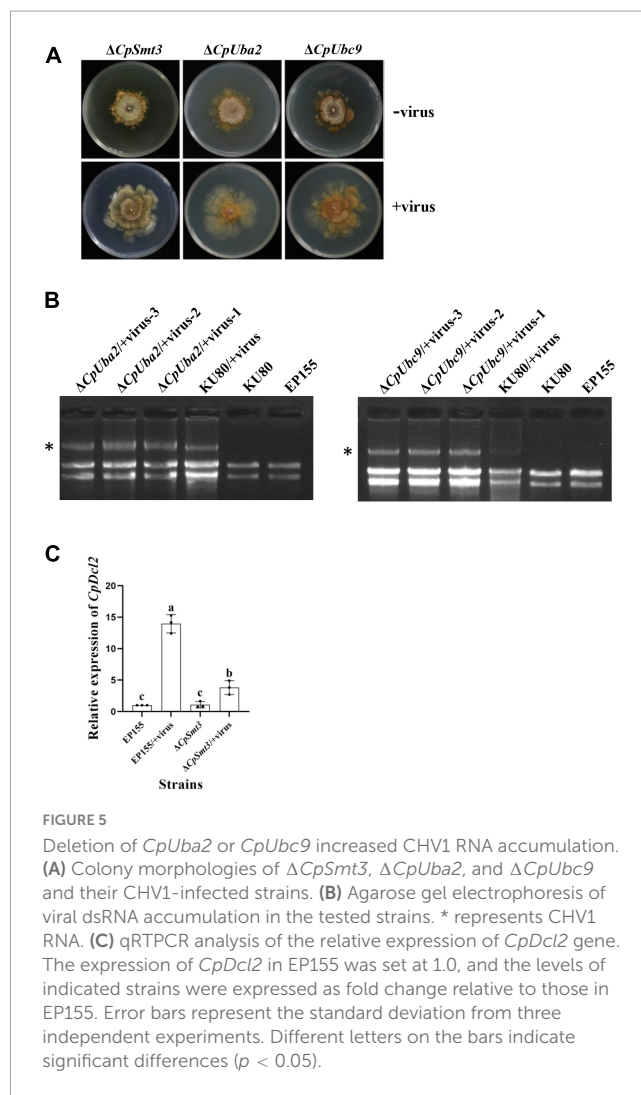 A
ΔCpSmt3 ΔCpUba2 ΔCpUbc9
-virus
+virus
B
ΔCpUba2/+virus-3
ΔCpUba2/+virus-2
ΔCpUba2/+virus-1
KU80/+virus
KU80
EP155
*
ΔCpUbc9/+virus-3
ΔCpUbc9/+virus-2
ΔCpUbc9/+virus-1
KU80/+virus
KU80
EP155
*
C
Relative expression of CpDcl2
20
15
10
5
0
c
a
c
b
EP155
EP155/+virus
ΔCpSmt3
ΔCpSmt3/+virus
Strains
FIGURE 5
Deletion of CpUba2 or CpUbc9 increased CHV1 RNA accumulation.
(A) Colony morphologies of ΔCpSmt3, ΔCpUba2, and ΔCpUbc9
and their CHV1-infected strains. (B) Agarose gel electrophoresis of
viral dsRNA accumulation in the tested strains. * represents CHV1
RNA. (C) qRTPCR analysis of the relative expression of CpDcl2 gene.
The expression of CpDcl2 in EP155 was set at 1.0, and the levels of
indicated strains were expressed as fold change relative to those in
EP155. Error bars represent the standard deviation from three
independent experiments. Different letters on the bars indicate
significant differences (p < 0.05).